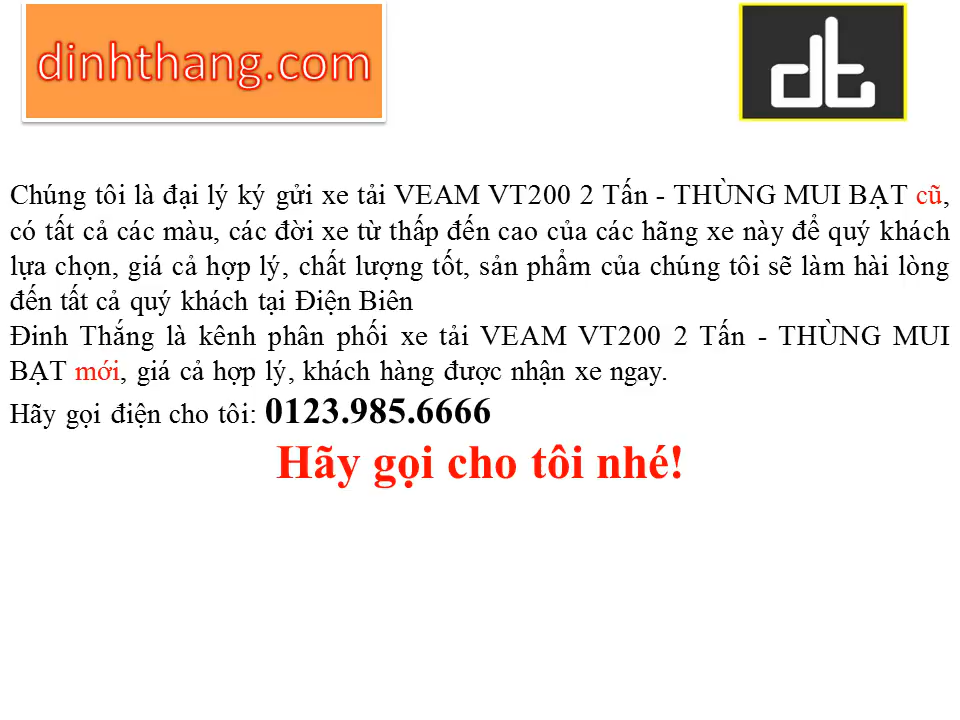 dinhthang.com
dt
Chúng tôi là đại lý ký gửi xe tải VEAM VT200 2 Tấn - THÙNG MUI BẠT cũ,
có tất cả các màu, các đời xe từ thấp đến cao của các hãng xe này để quý khách
lựa chọn, giá cả hợp lý, chất lượng tốt, sản phẩm của chúng tôi sẽ làm hài lòng
đến tất cả quý khách tại Điện Biên
Đinh Thắng là kênh phân phối xe tải VEAM VT200 2 Tấn - THÙNG MUI
BẠT mới, giá cả hợp lý, khách hàng được nhận xe ngay.
Hãy gọi điện cho tôi: 0123.985.6666
Hãy gọi cho tôi nhé!